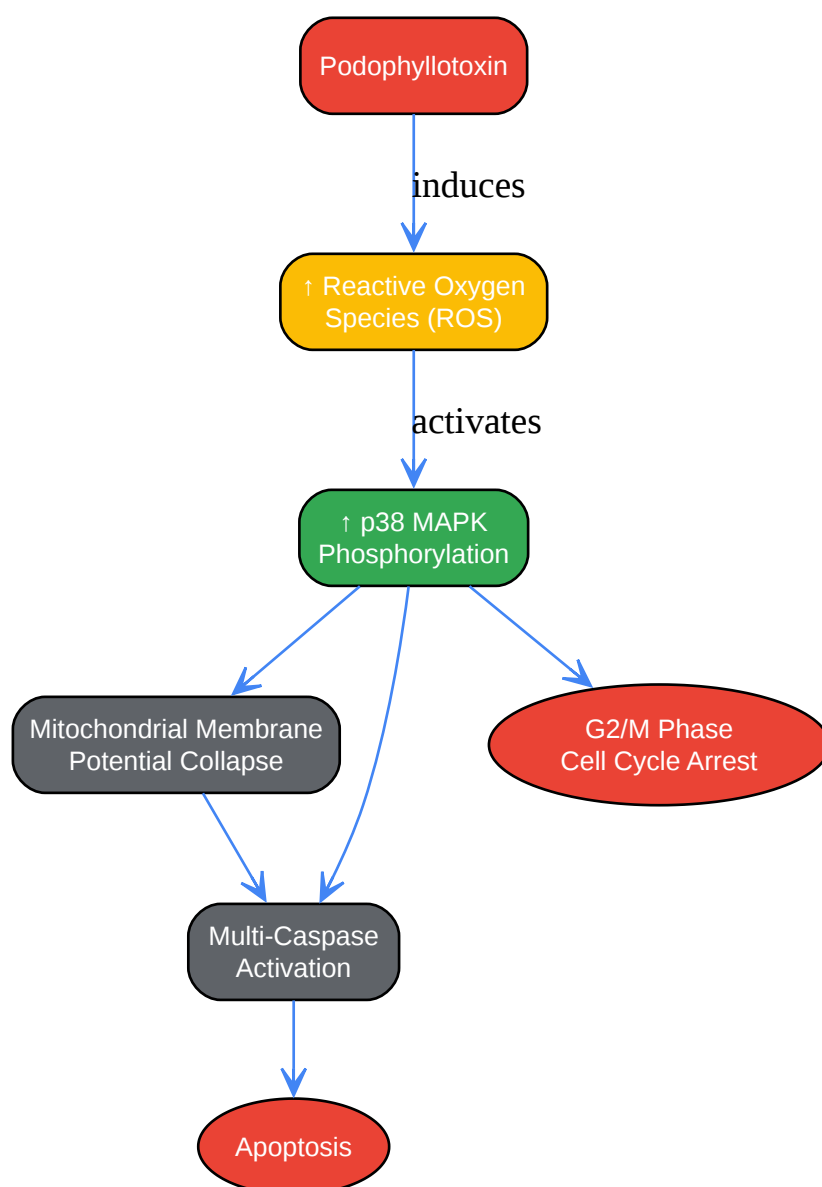 Podophyllotoxin
induces
↑ Reactive Oxygen
Species (ROS)
activates
↑ p38 MAPK
Phosphorylation
Mitochondrial Membrane
Potential Collapse
G2/M Phase
Cell Cycle Arrest
Multi-Caspase
Activation
Apoptosis